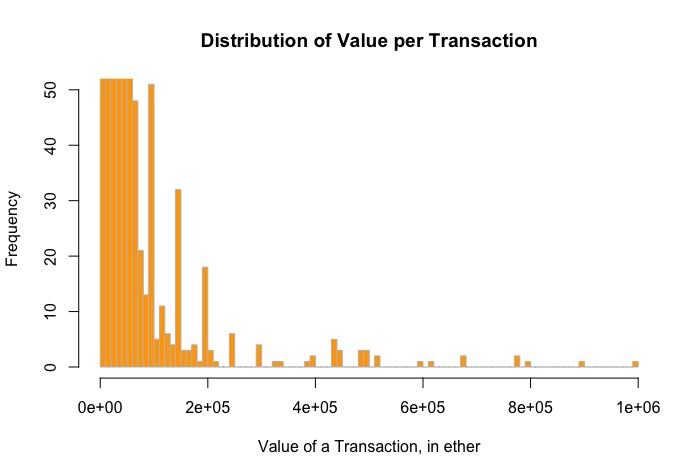 Distribution of Value per Transaction
Frequency
50
40
30
20
10
0
0e+00 2e+05 4e+05 6e+05 8e+05 1e+06
Value of a Transaction, in ether